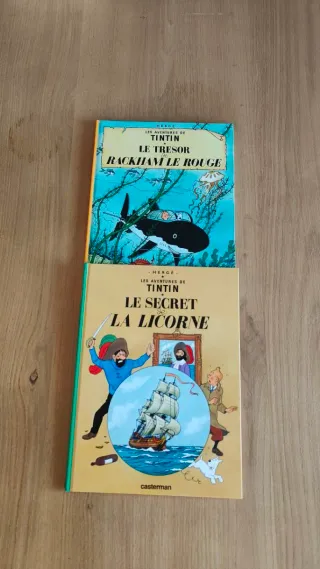 HERGÉ
LES AVENTURES DE
TINTIN
LE TRÉSOR
DE
RACKHAM LE ROUGE
- HERGÉ -
LES AVENTURES DE
TINTIN
LE SECRET
DE
LA LICORNE
casterman